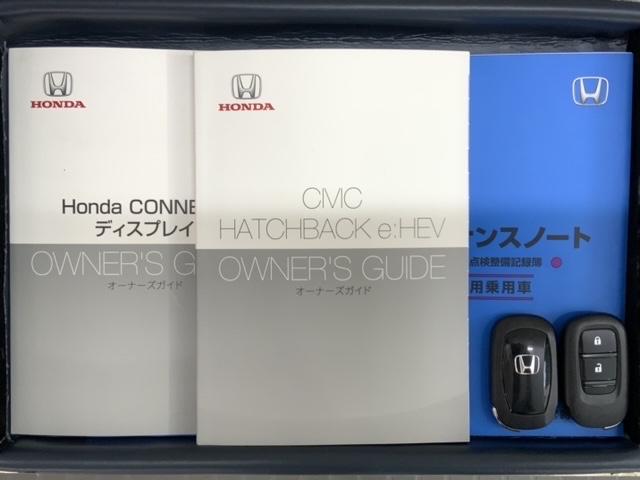 HONDA
Honda CONNE
ディスプレイ
OWNER'S G
オーナーズガイド
HONDA
CIVIC
HATCHBACK e:HEV
OWNER'S GUIDE
オーナーズガイド
ンスノート
点検整備記録簿
用乗用車